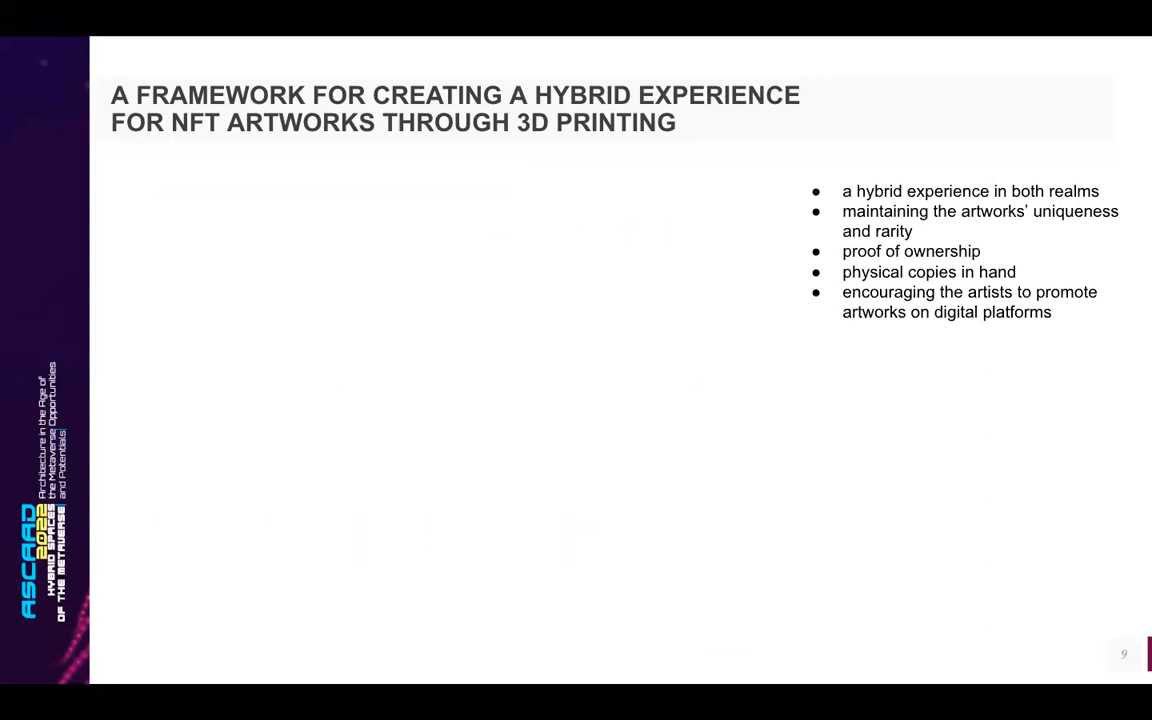 A FRAMEWORK FOR CREATING A HYBRID EXPERIENCE
FOR NFT ARTWORKS THROUGH 3D PRINTING
● a hybrid experience in both realms
● maintaining the artworks’ uniqueness
and rarity
● proof of ownership
● physical copies in hand
● encouraging the artists to promote
artworks on digital platforms
ASCAAD
2022
HYBRID SPACES
OF THE METAVERSE
Architecture in the Age of
the Metaverse Opportunities
and Potentials
9